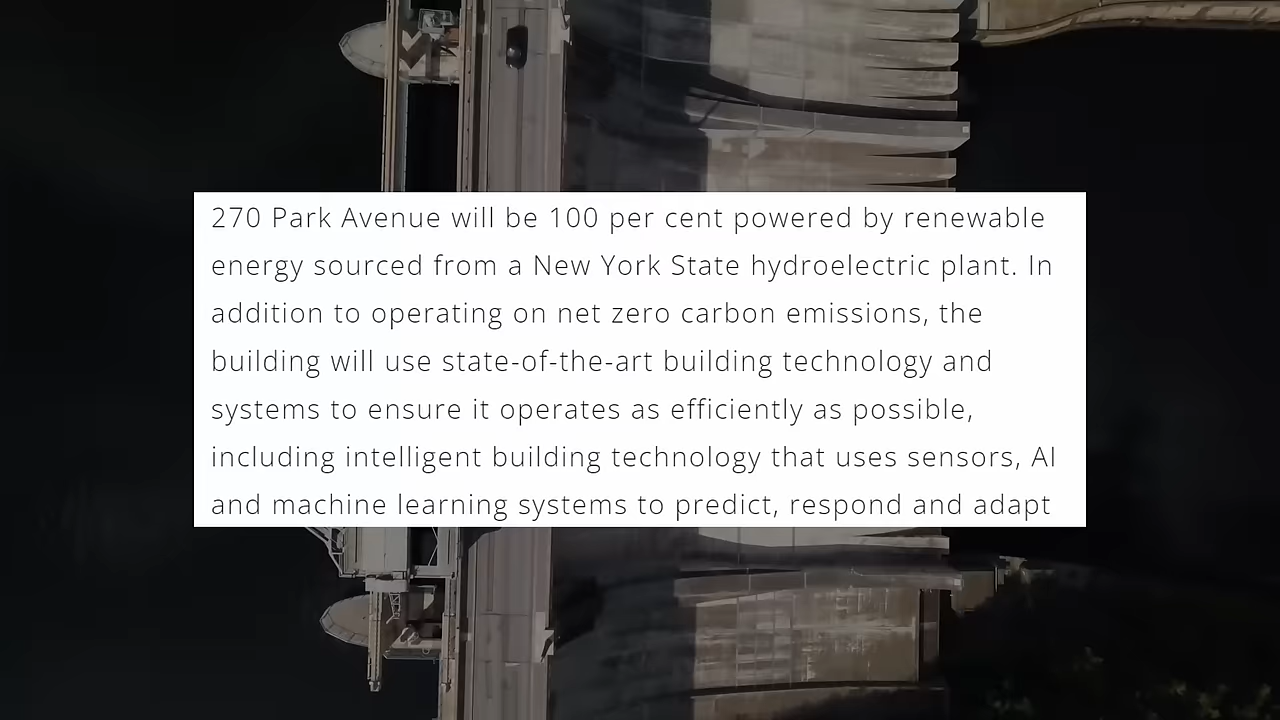 270 Park Avenue will be 100 per cent powered by renewable
energy sourced from a New York State hydroelectric plant. In
addition to operating on net zero carbon emissions, the
building will use state-of-the-art building technology and
systems to ensure it operates as efficiently as possible,
including intelligent building technology that uses sensors, AI
and machine learning systems to predict, respond and adapt